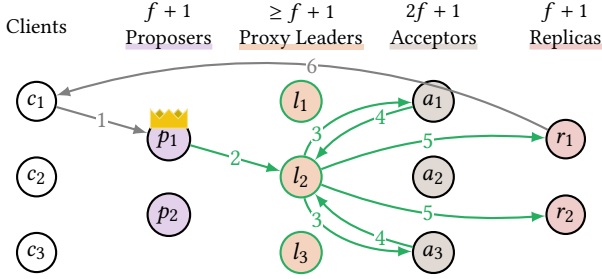 Clients
f + 1
Proposers
≥ f + 1
Proxy Leaders
2f + 1
Acceptors
f + 1
Replicas
6
c₁
l₁
a₁
1
3
4
p₁
5
r₁
2
c₂
l₂
a₂
p₂
3
5
r₂
4
c₃
l₃
a₃